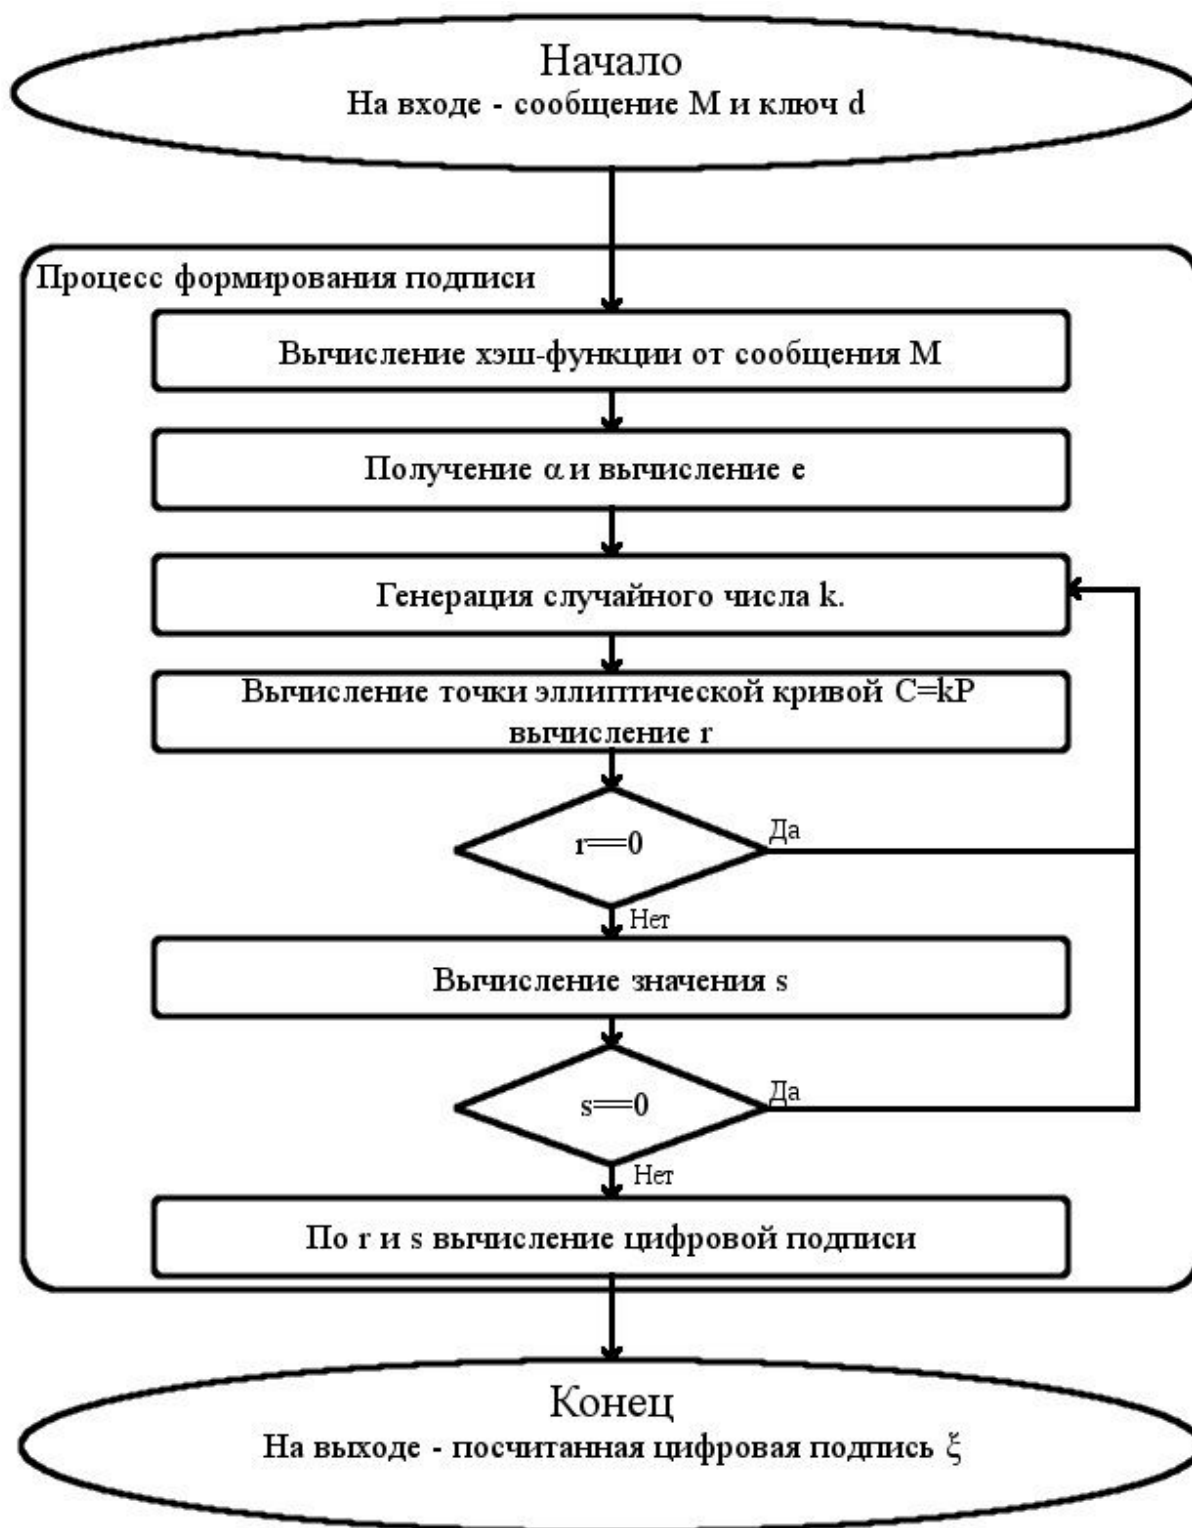 Начало
На входе - сообщение М и ключ d
Процесс формирования подписи
Вычисление хэш-функции от сообщения М
Получение α и вычисление e
Генерация случайного числа k.
Вычисление точки эллиптической кривой C=kP
вычисление r
r==0
Да
Нет
Вычисление значения s
s==0
Да
Нет
По r и s вычисление цифровой подписи
Конец
На выходе - посчитанная цифровая подпись ξ